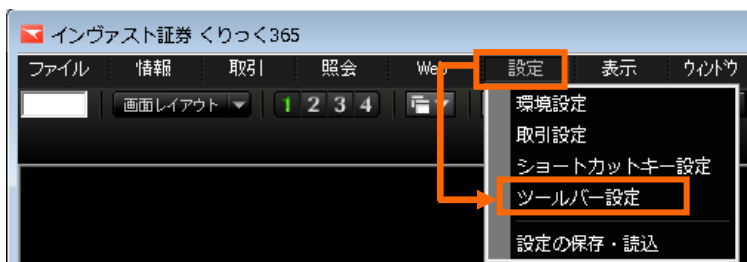 インヴァスト証券 くりっく365
ファイル 情報 取引 照会 Web 設定 表示 ウィンドウ
画面レイアウト 1 2 3 4
環境設定
取引設定
ショートカットキー設定
ツールバー設定
設定の保存・読込